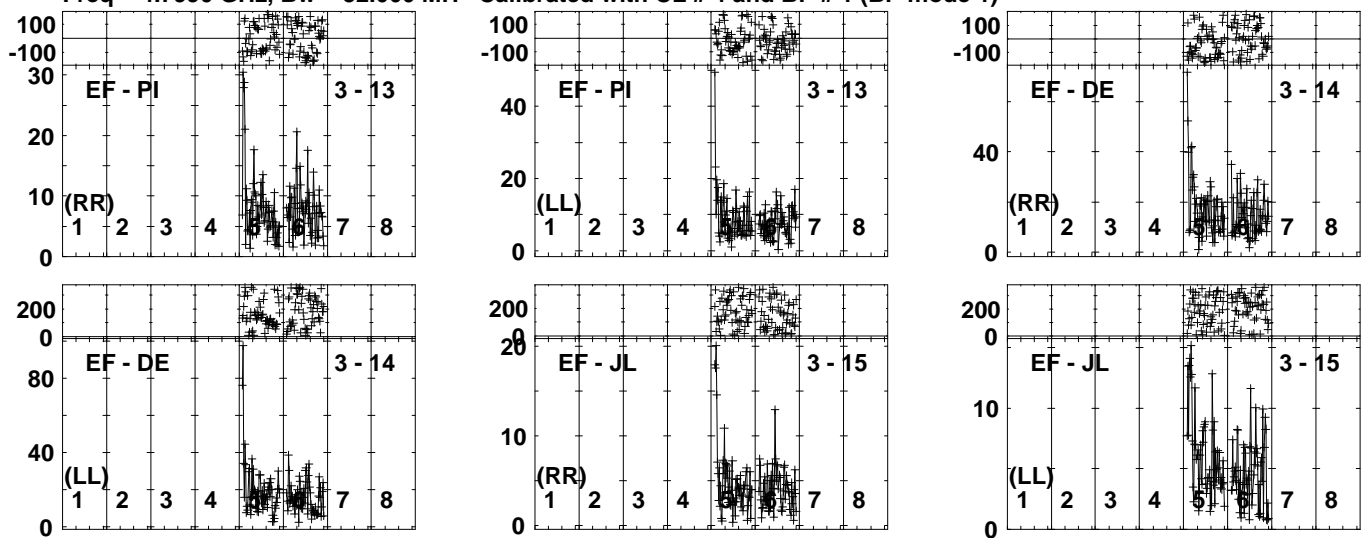 Freq GHz, Bw = 32.000 MH Calibrated with CL # and BP # (BP mode
100
-100
30
20
10
0
EF - PI 3 - 13
(RR)
1 2 3 4 5 6 7 8
100
-100
40
20
0
EF - PI 3 - 13
(LL)
1 2 3 4 5 6 7 8
100
-100
40
0
EF - DE 3 - 14
(RR)
1 2 3 4 5 6 7 8
200
0
80
40
0
EF - DE 3 - 14
(LL)
1 2 3 4 5 6 7 8
200
0
20
10
0
EF - JL 3 - 15
(RR)
1 2 3 4 5 6 7 8
200
0
10
0
EF - JL 3 - 15
(LL)
1 2 3 4 5 6 7 8